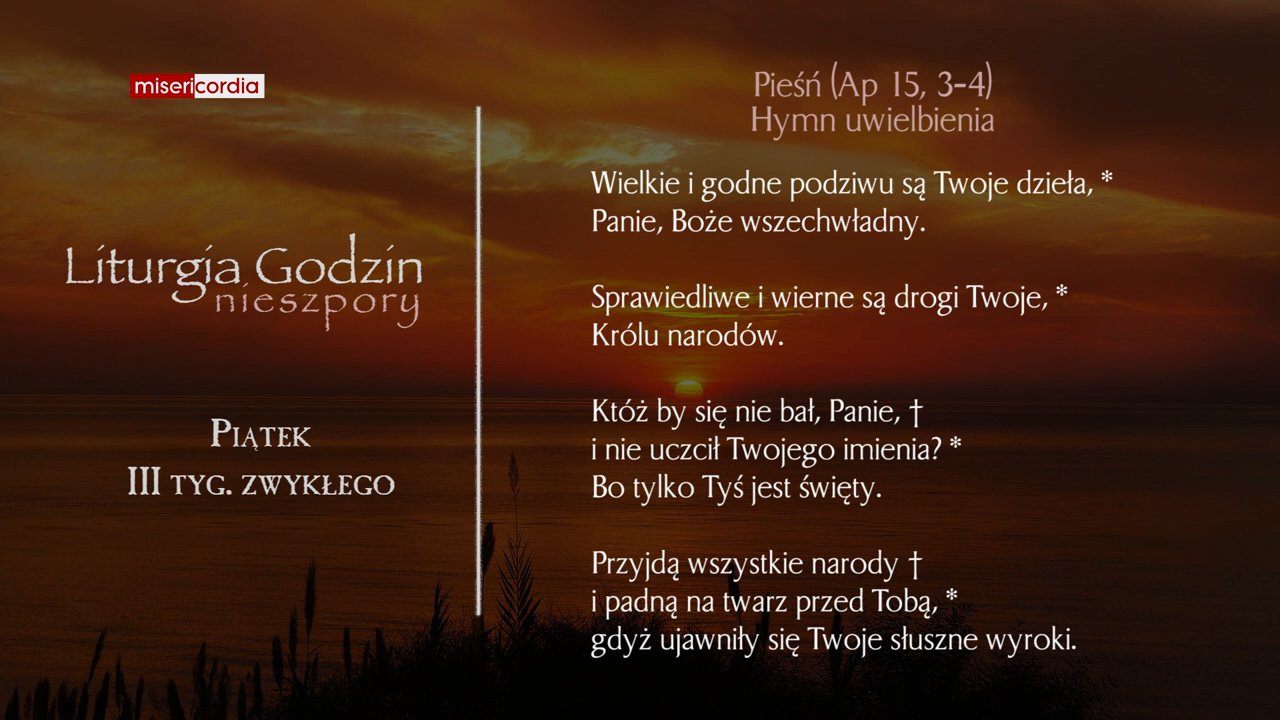 misericordia
Liturgia Godzin
nieszpory
Piątek
III tyg. zwykłego
Pieśń (Ap 15, 3-4)
Hymn uwielbienia
Wielkie i godne podziwu są Twoje dzieła, *
Panie, Boże wszechwładny.
Sprawiedliwe i wierne są drogi Twoje, *
Królu narodów.
Któż by się nie bał, Panie, †
i nie uczcił Twojego imienia? *
Bo tylko Tyś jest święty.
Przyjdą wszystkie narody †
i padną na twarz przed Tobą, *
gdyż ujawniły się Twoje słuszne wyroki.